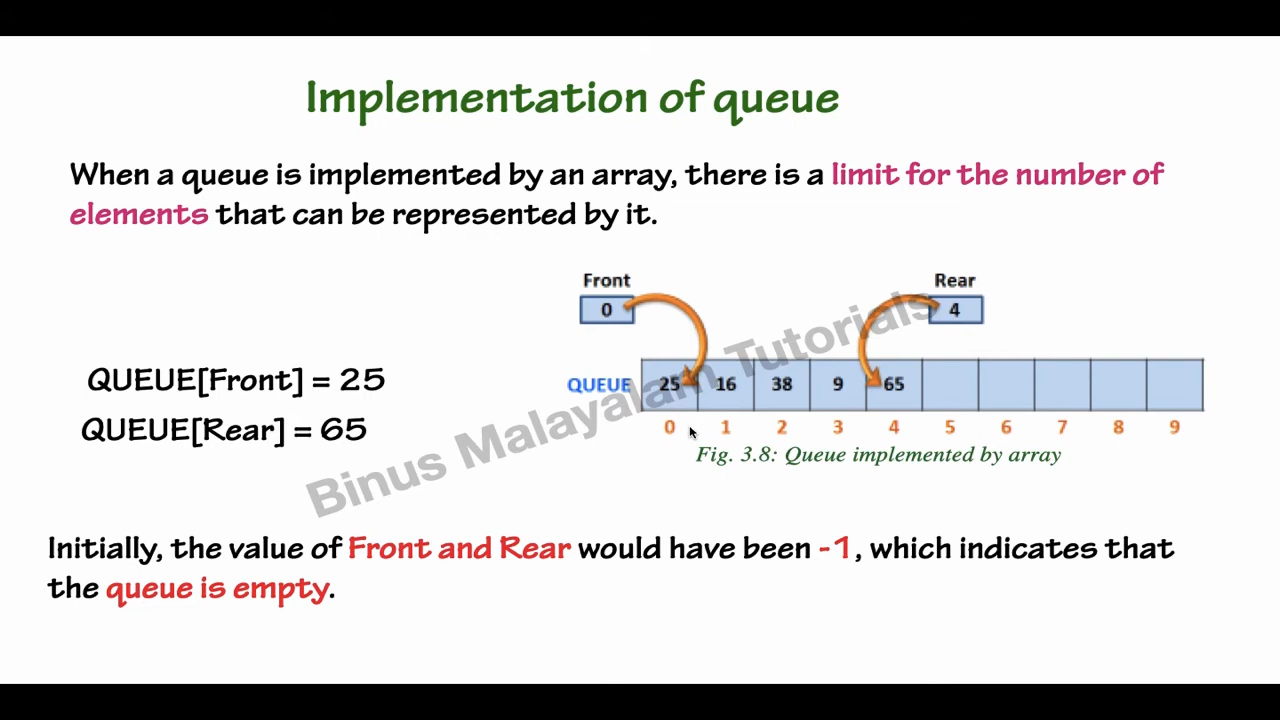 Implementation of queue
When a queue is implemented by an array, there is a limit for the number of
elements that can be represented by it.
Front
Rear
0
4
QUEUE[Front] = 25
QUEUE[Rear] = 65
QUEUE 25 16 38 9 65
0 1 2 3 4 5 6 7 8 9
Fig. 3.8: Queue implemented by array
Binus Malayalam Tutorials
Initially, the value of Front and Rear would have been -1, which indicates that
the queue is empty.